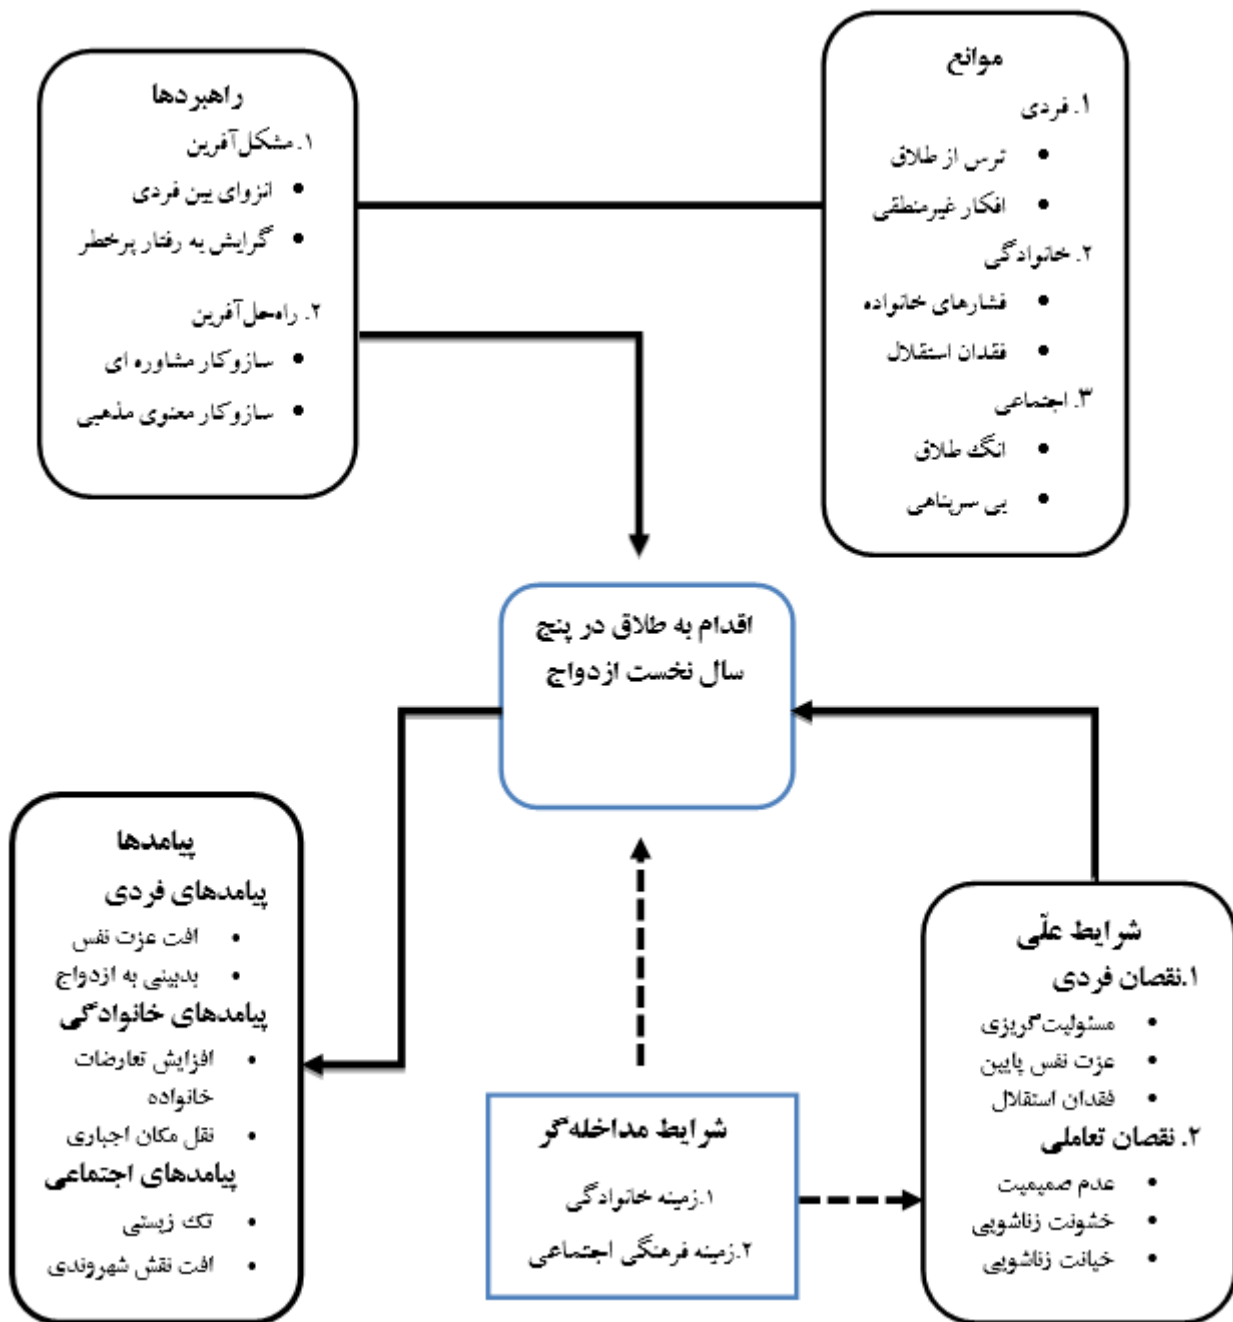 موانع
۱. فردی
• ترس از طلاق
• افکار غیرمنطقی
۲. خانوادگی
• فشارهای خانواده
• فقدان استقلال
۳. اجتماعی
• انگ طلاق
• بی سرپناهی
راهبردها
۱. مشکل‌آفرین
• انزوای بین فردی
• گرایش به رفتار پرخطر
۲. راه‌حل‌آفرین
• سازوکار مشاوره ای
• سازوکار معنوی مذهبی
اقدام به طلاق در پنج
سال نخست ازدواج
شرایط علّی
۱.نقصان فردی
• مسئولیت‌گریزی
• عزت نفس پایین
• فقدان استقلال
۲. نقصان تعاملی
• عدم صمیمیت
• خشونت زناشویی
• خیانت زناشویی
شرایط مداخله‌گر
۱.زمینه خانوادگی
۲.زمینه فرهنگی اجتماعی
پیامدها
پیامدهای فردی
• افت عزت نفس
• بدبینی به ازدواج
پیامدهای خانوادگی
• افزایش تعارضات
خانواده
• نقل مکان اجباری
پیامدهای اجتماعی
• تک زیستی
• افت نقش شهروندی